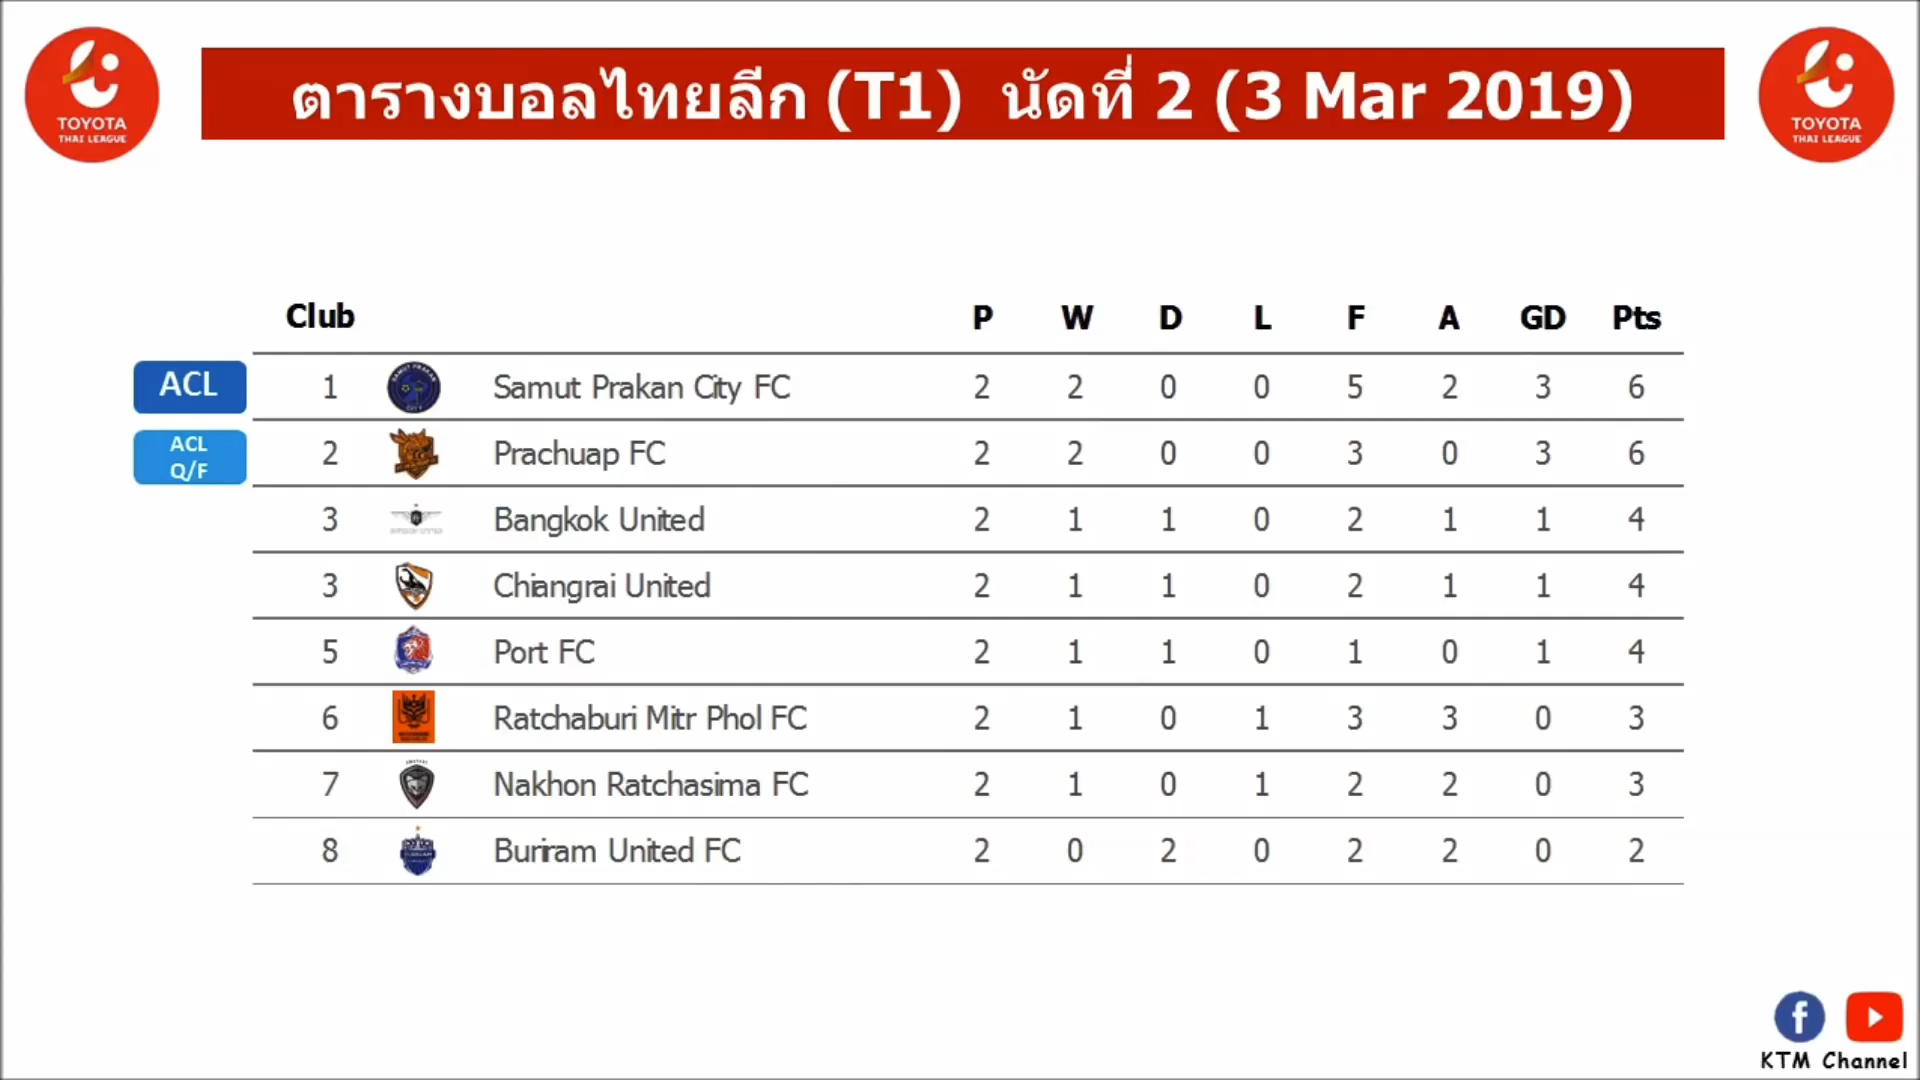 TOYOTA
THAI LEAGUE
ตารางบอลไทยลีก (T1) นัดที่ 2 (3 Mar 2019)
TOYOTA
THAI LEAGUE
Club P W D L F A GD Pts
ACL 1 Samut Prakan City FC 2 2 0 0 5 2 3 6
ACL
Q/F
2 Prachuap FC 2 2 0 0 3 0 3 6
3 Bangkok United 2 1 1 0 2 1 1 4
3 Chiangrai United 2 1 1 0 2 1 1 4
5 Port FC 2 1 1 0 1 0 1 4
6 Ratchaburi Mitr Phol FC 2 1 0 1 3 3 0 3
7 Nakhon Ratchasima FC 2 1 0 1 2 2 0 3
8 Buriram United FC 2 0 2 0 2 2 0 2
KTM Channel